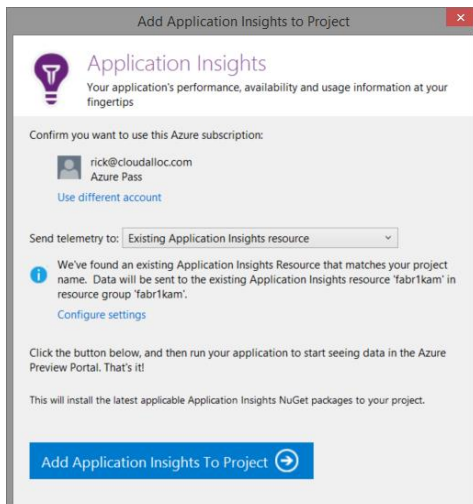 Add Application Insights to Project
Application Insights
Your application's performance, availability and usage information at your
fingertips
Confirm you want to use this Azure subscription:
rick@cloudalloc.com
Azure Pass
Use different account
Send telemetry to: Existing Application Insights resource
We've found an existing Application Insights Resource that matches your project
name. Data will be sent to the existing Application Insights resource 'fabr1kam' in
resource group 'fabr1kam'.
Configure settings
Click the button below, and then run your application to start seeing data in the Azure
Preview Portal. That's it!
This will install the latest applicable Application Insights NuGet packages to your project.
Add Application Insights To Project